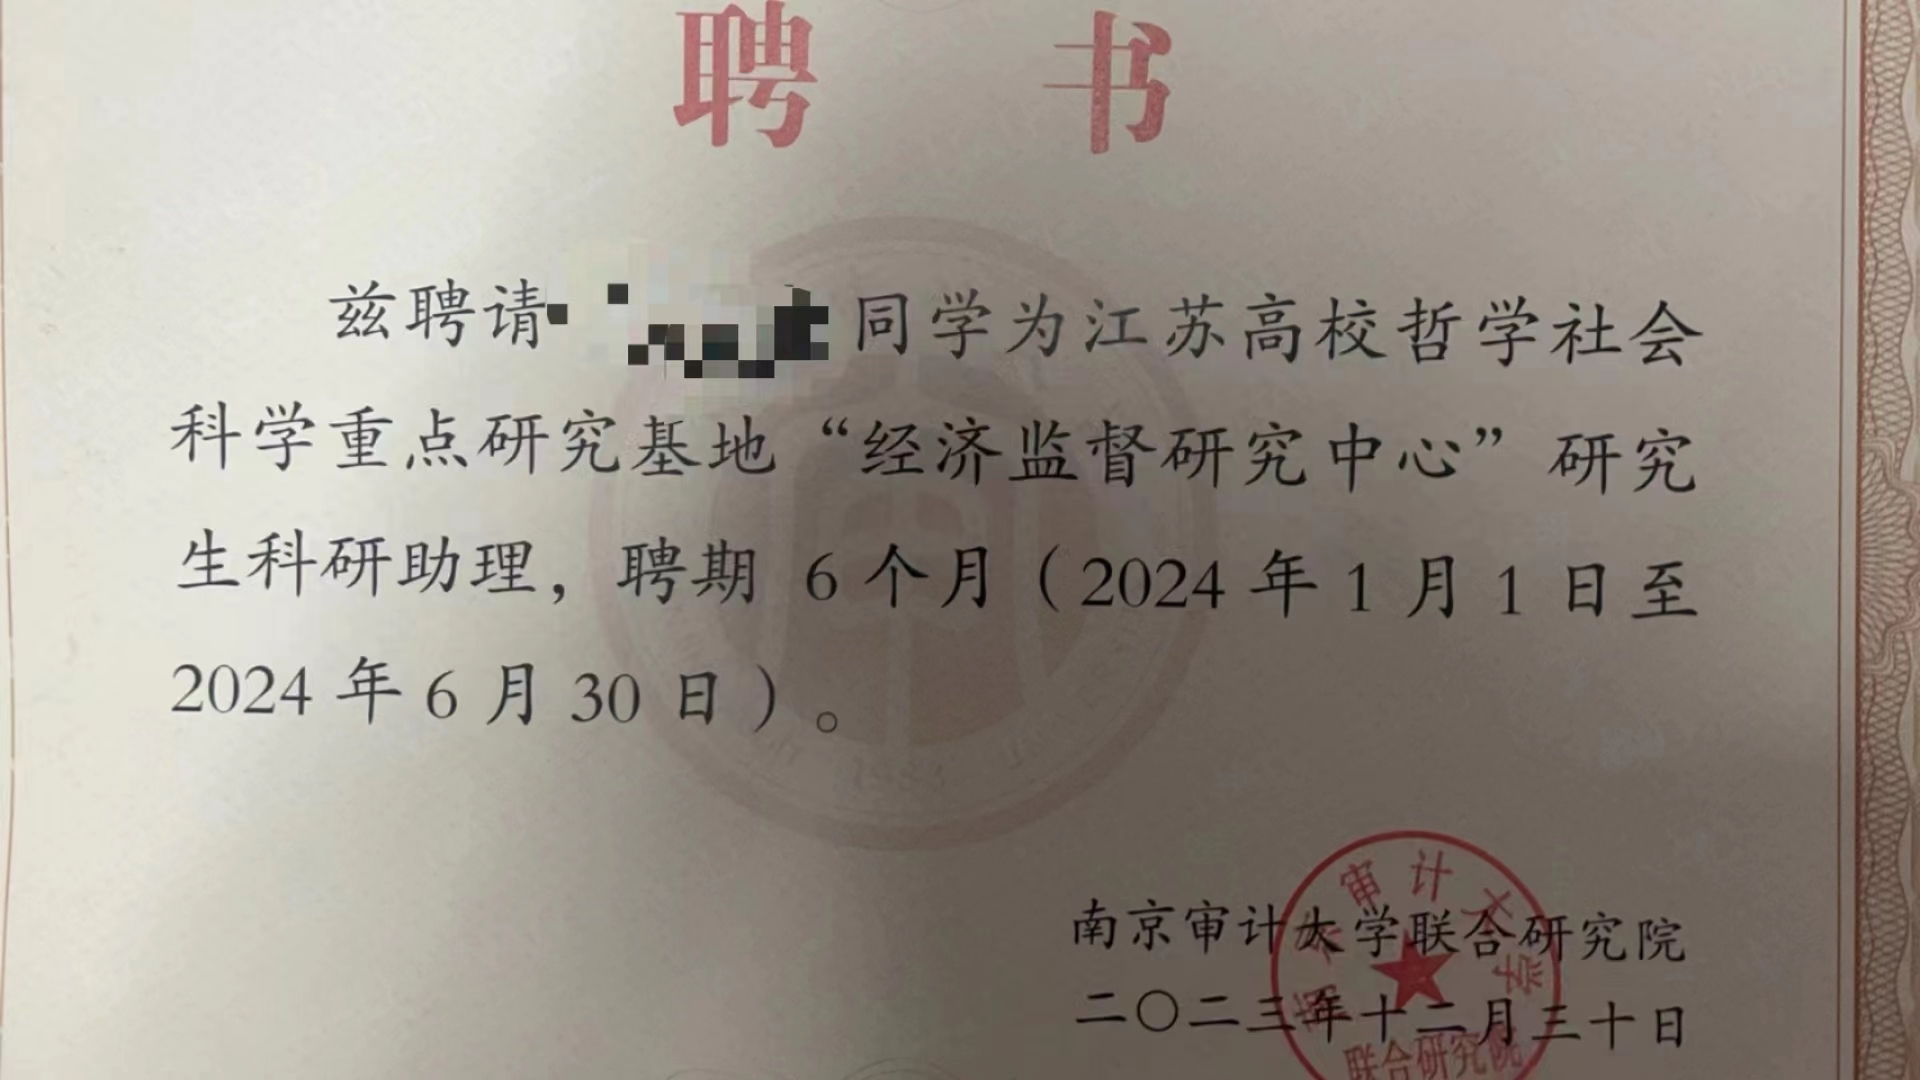 聘 书
兹聘请 同学为江苏高校哲学社会
科学重点研究基地“经济监督研究中心”研究
生科研助理，聘期 6 个月（2024 年 1 月 1 日至
2024 年 6 月 30 日）。
南京审计大学联合研究院
二〇二三年十二月三十日
南京审计大学
联合研究院
1983